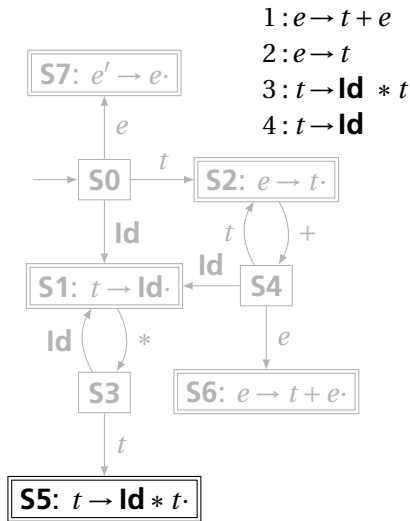 1 : e → t + e
2 : e → t
3 : t → Id ∗ t
4 : t → Id
S7: e′ → e·
e
S0
t
S2: e → t·
Id
t
+
Id
S1: t → Id·
S4
Id
∗
e
S3
S6: e → t + e·
t
S5: t → Id ∗ t·